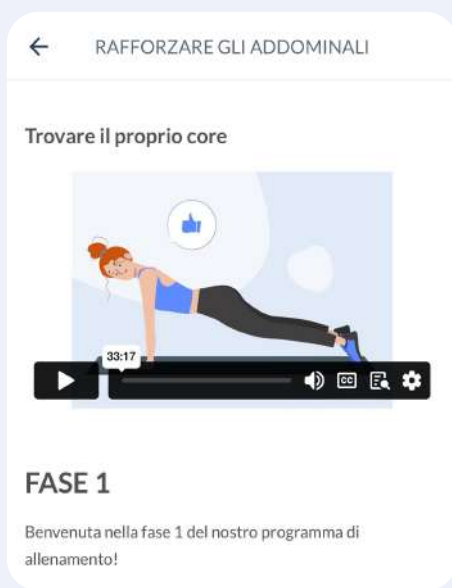 RAFFORZARE GLI ADDOMINALI
Trovare il proprio core
33:17
CC
FASE 1
Benvenuta nella fase 1 del nostro programma di
allenamento!